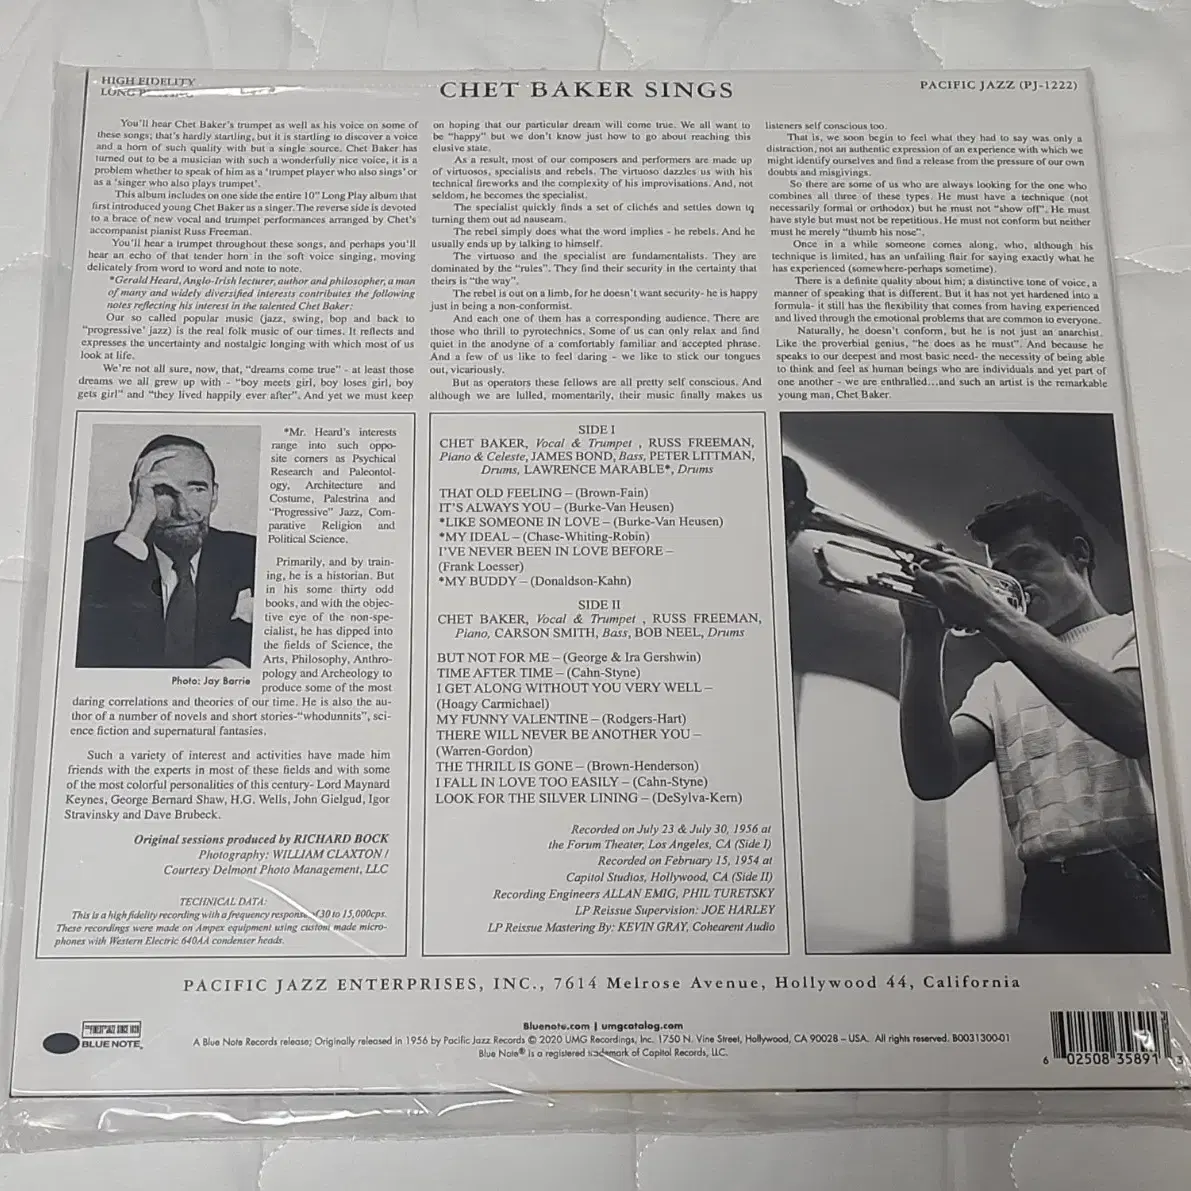 HIGH FIDELITY
CHET BAKER SINGS
PACIFIC JAZZ (PJ-1222)
You'll hear Chet Baker's trumpet as well as his voice on some of
these songs; that's hardly startling, but it is startling to discover a voice
and a horn of such quality with but a single source. Chet Baker has
turned out to be a musician with such a wonderfully nice voice, it is a
problem whether to speak of him as a 'trumpet player who also sings' or
as a 'singer who also plays trumpet'.
This album includes on one side the entire 10" Long Play album that
first introduced young Chet Baker as a singer. The reverse side is devoted
to a brace of new vocal and trumpet performances arranged by Chet's
accompanist pianist Russ Freeman.
You'll hear a trumpet throughout these songs, and perhaps you'll
hear an echo of that tender horn in the soft voice singing, moving
delicately from word to word and note to note.
*Gerald Heard, Anglo-Irish lecturer, author and philosopher, a man
of many and widely diversified interests contributes the following
notes reflecting his interest in the talented Chet Baker:
Our so called popular music (jazz, swing, bop and back to
"progressive' jazz) is the real folk music of our times. It reflects and
expresses the uncertainty and nostalgic longing with which most of us
look at life.
We're not all sure, now, that, "dreams come true" - at least those
dreams we all grew up with - "boy meets girl, boy loses girl, boy
gets girl" and "they lived happily ever after". And yet we must keep
on hoping that our particular dream will come true. We all want to
be "happy" but we don't know just how to go about reaching this
elusive state.
As a result, most of our composers and performers are made up
of virtuosos, specialists and rebels. The virtuoso dazzles us with his
technical fireworks and the complexity of his improvisations. And, not
seldom, he becomes the specialist.
The specialist quickly finds a set of clichés and settles down to
turning them out ad nauseam.
The rebel simply does what the word implies - he rebels. And he
usually ends up by talking to himself.
The virtuoso and the specialist are fundamentalists. They are
dominated by the "rules". They find their security in the certainty that
theirs is "the way".
The rebel is out on a limb, for he doesn't want security- he is happy
just in being a non-conformist.
And each one of them has a corresponding audience. There are
those who thrill to pyrotechnics. Some of us can only relax and find
quiet in the anodyne of a comfortably familiar and accepted phrase.
And a few of us like to feel daring - we like to stick our tongues
out, vicariously.
But as operators these fellows are all pretty self conscious. And
although we are lulled, momentarily, their music finally makes us
listeners self conscious too.
That is, we soon begin to feel what they had to say was only a
distraction, not an authentic expression of an experience with which we
might identify ourselves and find a release from the pressure of our own
doubts and misgivings.
So there are some of us who are always looking for the one who
combines all three of these types. He must have a technique (not
necessarily formal or orthodox) but he must not "show off". He must
have style but must not be repetitious. He must not conform but neither
must he merely "thumb his nose".
Once in a while someone comes along, who, although his
technique is limited, has an unfailing flair for saying exactly what he
has experienced (somewhere-perhaps sometime).
There is a definite quality about him; a distinctive tone of voice, a
manner of speaking that is different. But it has not yet hardened into a
formula- it still has the flexibility that comes from having experienced
and lived through the emotional problems that are common to everyone.
Naturally, he doesn't conform, but he is not just an anarchist.
Like the proverbial genius, "he does as he must". And because he
speaks to our deepest and most basic need- the necessity of being able
to think and feel as human beings who are individuals and yet part of
one another - we are enthralled...and such an artist is the remarkable
young man, Chet Baker.
*Mr. Heard's interests
range into such oppo-
site corners as Psychical
Research and Paleontol-
ogy, Architecture and
Costume, Palestrina and
"Progressive" Jazz, Com-
parative Religion and
Political Science.
Primarily, and by train-
ing, he is a historian. But
in his some thirty odd
books, and with the objec-
tive eye of the non-spe-
cialist, he has dipped into
the fields of Science, the
Arts, Philosophy, Anthro-
pology and Archeology to
Photo: Jay Barrie
produce some of the most
daring correlations and theories of our time. He is also the au-
thor of a number of novels and short stories-"whodunnits", sci-
ence fiction and supernatural fantasies.
Such a variety of interest and activities have made him
friends with the experts in most of these fields and with some
of the most colorful personalities of this century- Lord Maynard
Keynes, George Bernard Shaw, H.G. Wells, John Gielgud, Igor
Stravinsky and Dave Brubeck.
Original sessions produced by RICHARD BOCK
Photography: WILLIAM CLAXTON /
Courtesy Delmont Photo Management, LLC
TECHNICAL DATA:
This is a high fidelity recording with a frequency response of 30 to 15,000cps.
These recordings were made on Ampex equipment using custom made micro-
phones with Western Electric 640AA condenser heads.
SIDE I
CHET BAKER, Vocal & Trumpet , RUSS FREEMAN,
Piano & Celeste, JAMES BOND, Bass, PETER LITTMAN,
Drums, LAWRENCE MARABLE*, Drums
THAT OLD FEELING – (Brown-Fain)
IT'S ALWAYS YOU – (Burke-Van Heusen)
*LIKE SOMEONE IN LOVE – (Burke-Van Heusen)
*MY IDEAL – (Chase-Whiting-Robin)
I'VE NEVER BEEN IN LOVE BEFORE –
(Frank Loesser)
*MY BUDDY – (Donaldson-Kahn)
SIDE II
CHET BAKER, Vocal & Trumpet , RUSS FREEMAN,
Piano, CARSON SMITH, Bass, BOB NEEL, Drums
BUT NOT FOR ME – (George & Ira Gershwin)
TIME AFTER TIME – (Cahn-Styne)
I GET ALONG WITHOUT YOU VERY WELL –
(Hoagy Carmichael)
MY FUNNY VALENTINE – (Rodgers-Hart)
THERE WILL NEVER BE ANOTHER YOU –
(Warren-Gordon)
THE THRILL IS GONE – (Brown-Henderson)
I FALL IN LOVE TOO EASILY – (Cahn-Styne)
LOOK FOR THE SILVER LINING – (DeSylva-Kern)
Recorded on July 23 & July 30, 1956 at
the Forum Theater, Los Angeles, CA (Side I)
Recorded on February 15, 1954 at
Capitol Studios, Hollywood, CA (Side II)
Recording Engineers ALLAN EMIG, PHIL TURETSKY
LP Reissue Supervision: JOE HARLEY
LP Reissue Mastering By: KEVIN GRAY, Cohearent Audio
PACIFIC JAZZ ENTERPRISES, INC., 7614 Melrose Avenue, Hollywood 44, California
"THE FINEST IN JAZZ SINCE 1939"
BLUE NOTE
Bluenote.com | umgcatalog.com
A Blue Note Records release; Originally released in 1956 by Pacific Jazz Records © 2020 UMG Recordings, Inc. 1750 N. Vine Street, Hollywood, CA 90028 – USA. All rights reserved. B0031300-01
Blue Note® is a registered trademark of Capitol Records, LLC.
6 02508 35891 3